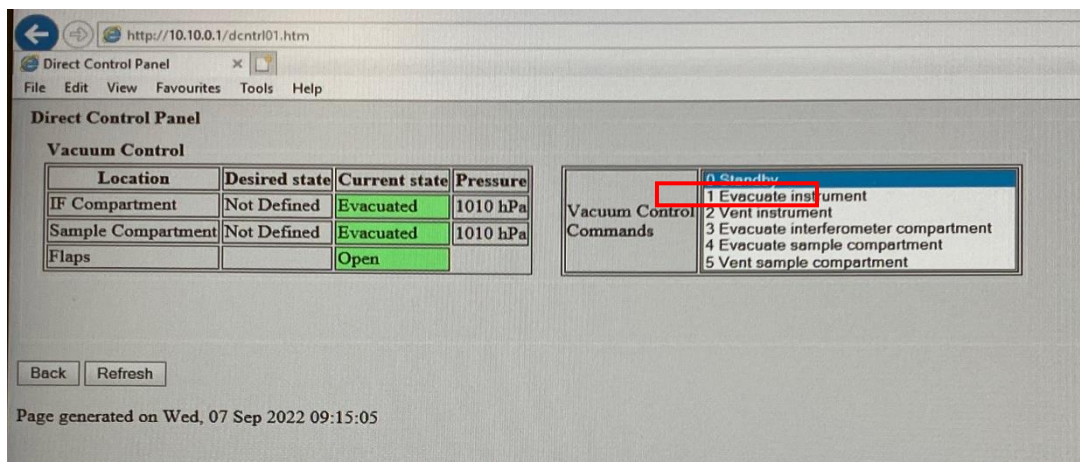 http://10.10.0.1/dcntrl01.htm
Direct Control Panel
File Edit View Favourites Tools Help
Direct Control Panel
Vacuum Control
Location Desired state Current state Pressure
IF Compartment Not Defined Evacuated 1010 hPa
Sample Compartment Not Defined Evacuated 1010 hPa
Flaps Open
Vacuum Control Commands
0 Standby
1 Evacuate instrument
2 Vent instrument
3 Evacuate interferometer compartment
4 Evacuate sample compartment
5 Vent sample compartment
Back Refresh
Page generated on Wed, 07 Sep 2022 09:15:05